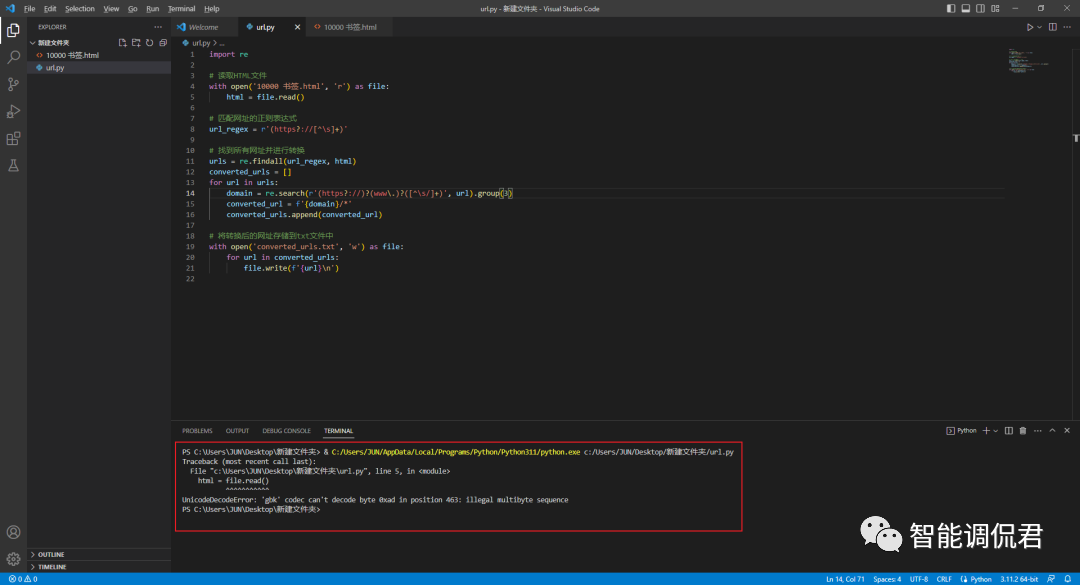 File Edit Selection View Go Run Terminal Help
url.py - 新建文件夹 - Visual Studio Code
EXPLORER
新建文件夹
10000 书签.html
url.py
Welcome
url.py
10000 书签.html
url.py > ...
1 import re
2
3 # 读取HTML文件
4 with open('10000 书签.html', 'r') as file:
5 html = file.read()
6
7 # 匹配网址的正则表达式
8 url_regex = r'(https?://[^\s]+)'
9
10 # 找到所有网址并进行转换
11 urls = re.findall(url_regex, html)
12 converted_urls = []
13 for url in urls:
14 domain = re.search(r'(https?://)?(www\.)?([^\s/]+)', url).group(3)
15 converted_url = f'{domain}/*'
16 converted_urls.append(converted_url)
17
18 # 将转换后的网址存储到txt文件中
19 with open('converted_urls.txt', 'w') as file:
20 for url in converted_urls:
21 file.write(f'{url}\n')
22
PROBLEMS OUTPUT DEBUG CONSOLE TERMINAL
Python
PS C:\Users\JUN\Desktop\新建文件夹> & C:/Users/JUN/AppData/Local/Programs/Python/Python311/python.exe c:/Users/JUN/Desktop/新建文件夹/url.py
Traceback (most recent call last):
File "c:\Users\JUN\Desktop\新建文件夹\url.py", line 5, in <module>
html = file.read()
^^^^^^^^^^^
UnicodeDecodeError: 'gbk' codec can't decode byte 0xad in position 463: illegal multibyte sequence
PS C:\Users\JUN\Desktop\新建文件夹>
智能调侃君
OUTLINE
TIMELINE
0 0
Ln 14, Col 71 Spaces: 4 UTF-8 CRLF Python 3.11.2 64-bit